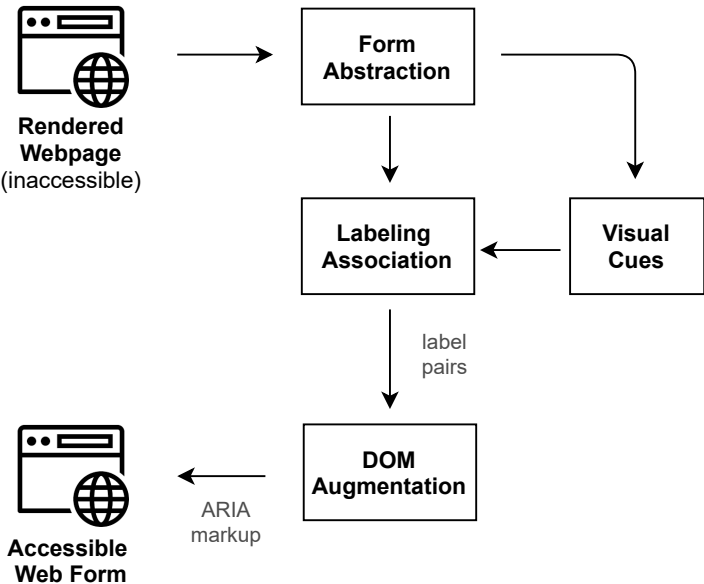 Rendered
Webpage
(inaccessible)
Form
Abstraction
Labeling
Association
Visual
Cues
label
pairs
DOM
Augmentation
ARIA
markup
Accessible
Web Form